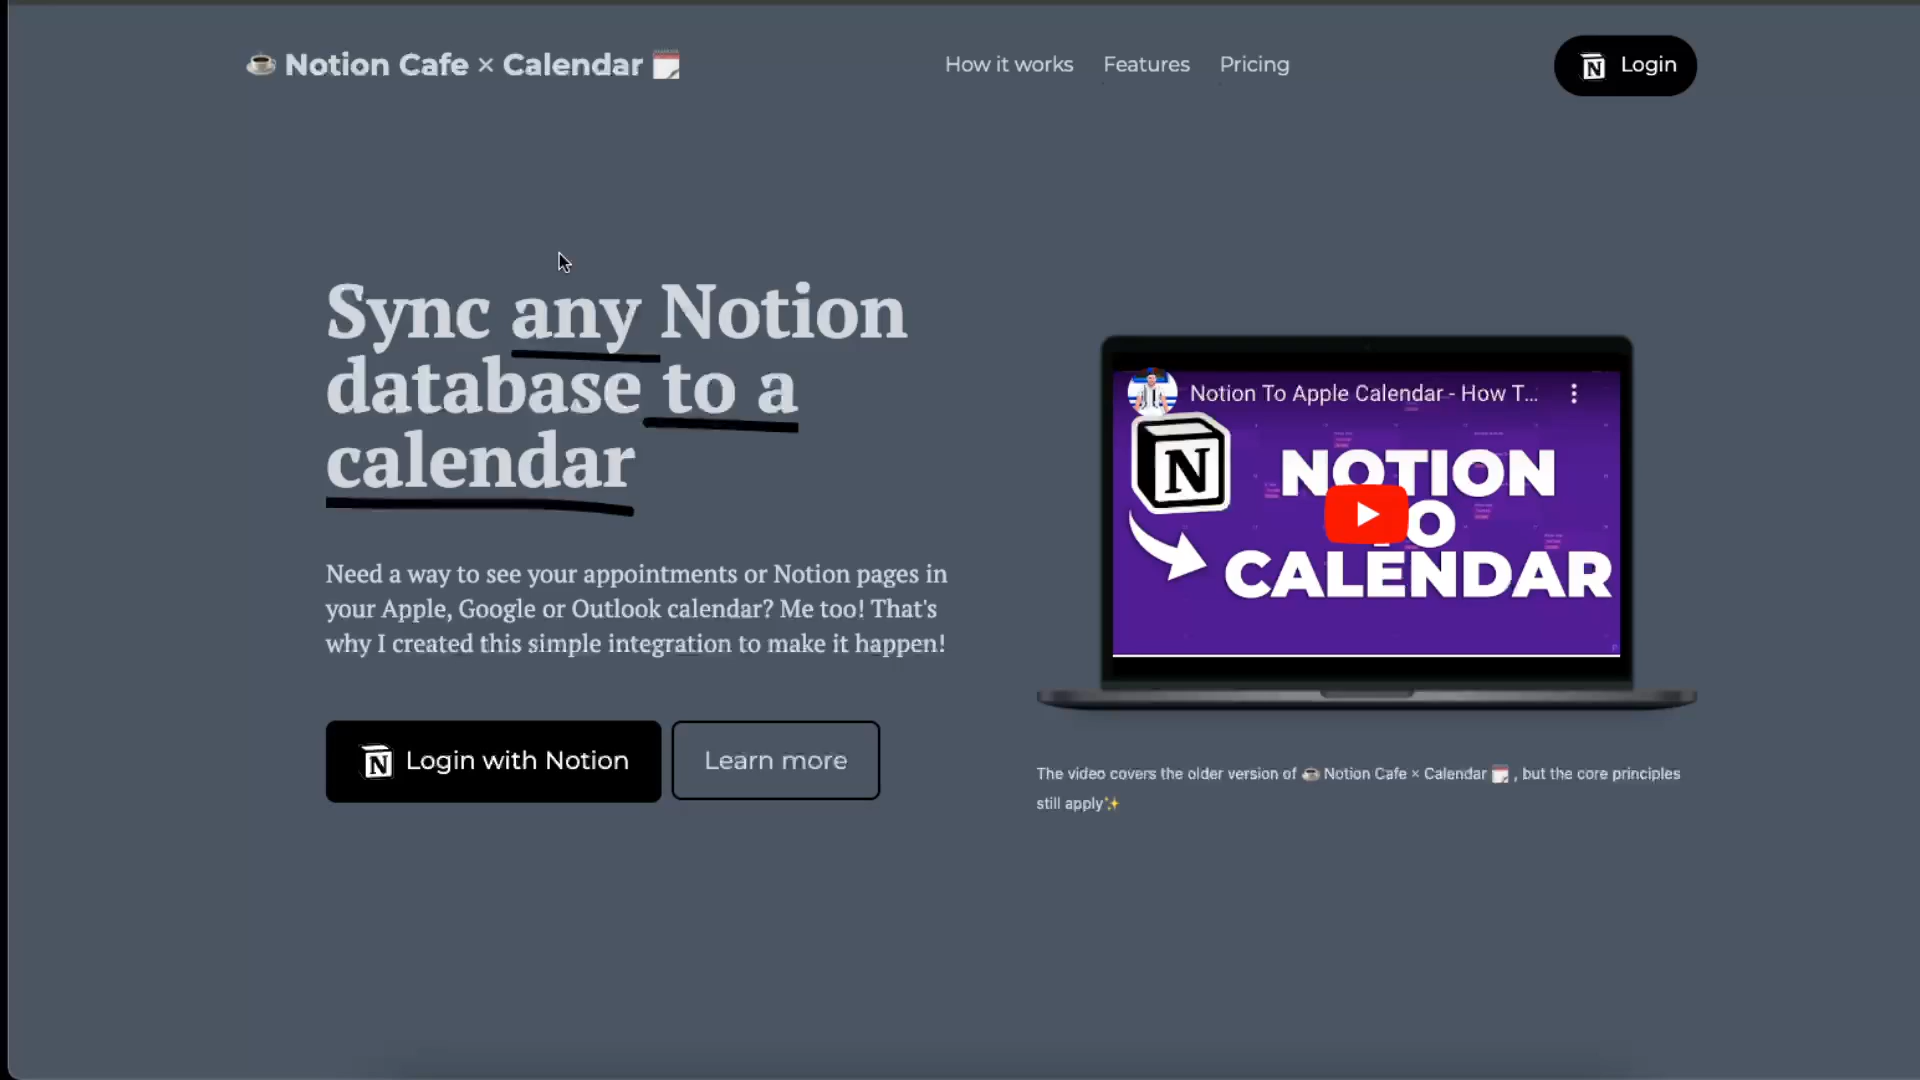 ☕ Notion Cafe × Calendar 🗓️
How it works
Features
Pricing
Login
Sync any Notion
database to a
calendar
Need a way to see your appointments or Notion pages in
your Apple, Google or Outlook calendar? Me too! That's
why I created this simple integration to make it happen!
Login with Notion
Learn more
Notion To Apple Calendar - How T...
NOTION
TO
CALENDAR
The video covers the older version of ☕ Notion Cafe × Calendar 🗓️ , but the core principles
still apply✨